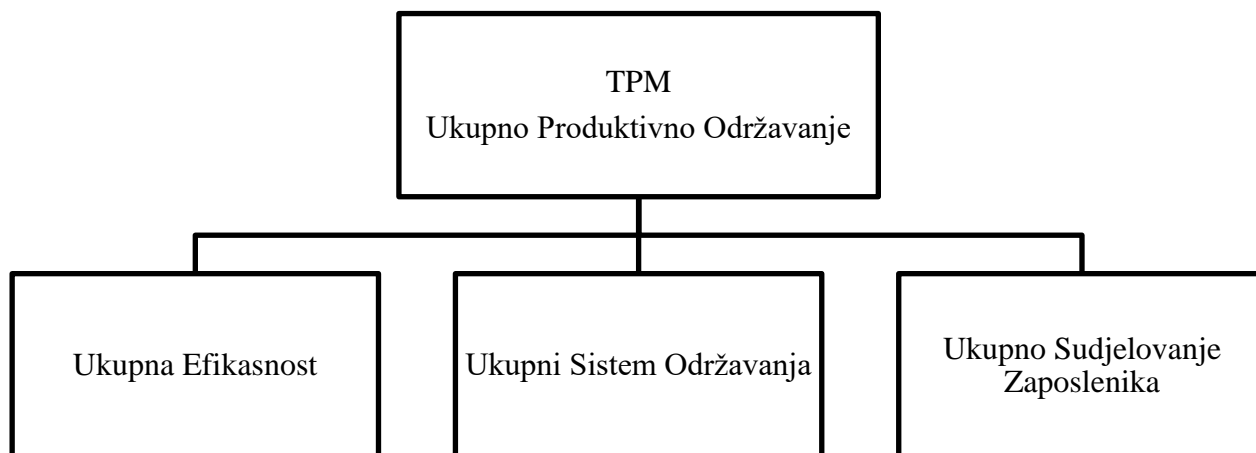 TPM
Ukupno Produktivno Održavanje
Ukupna Efikasnost
Ukupni Sistem Održavanja
Ukupno Sudjelovanje
Zaposlenika